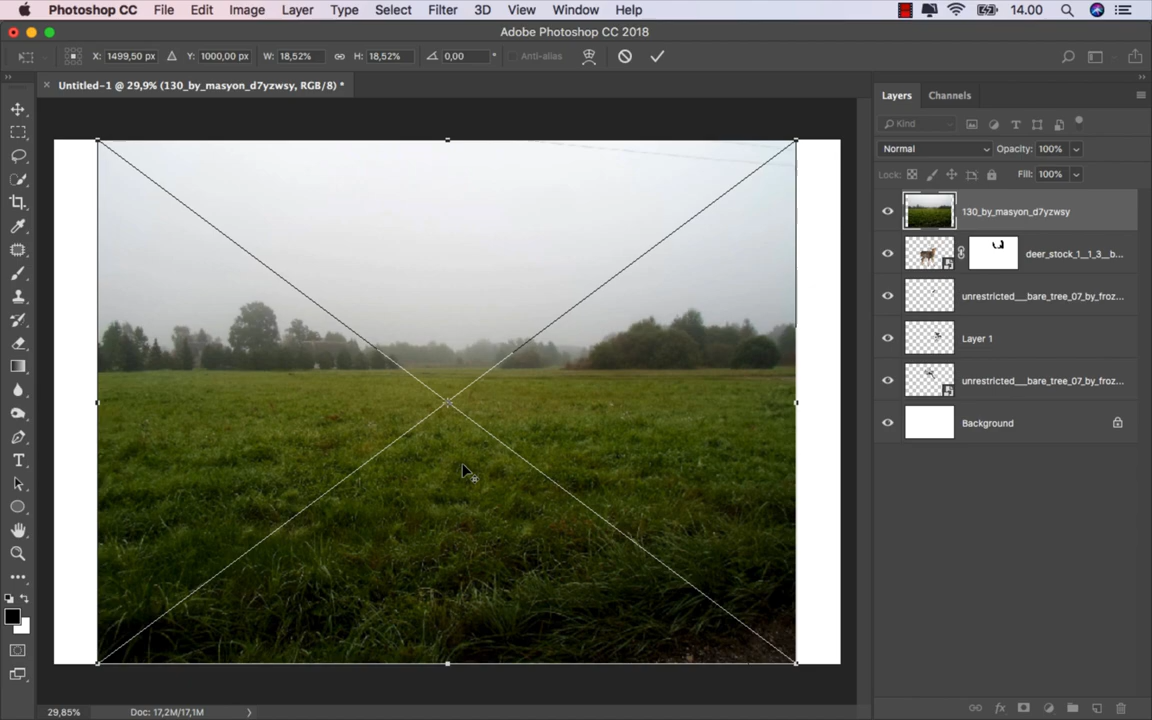 Photoshop CC File Edit Image Layer Type Select Filter 3D View Window Help 14.00
Adobe Photoshop CC 2018
X: 1499,50 px Y: 1000,00 px W: 18,52% H: 18,52% 0,00 ° Anti-alias
Untitled-1 @ 29,9% (130_by_masyon_d7yzwsy, RGB/8) *
Layers Channels
Kind
Normal Opacity: 100%
Lock: Fill: 100%
130_by_masyon_d7yzwsy
deer_stock_1__1_3__b...
unrestricted__bare_tree_07_by_froz...
Layer 1
unrestricted__bare_tree_07_by_froz...
Background
29,85% Doc: 17,2M/17,1M